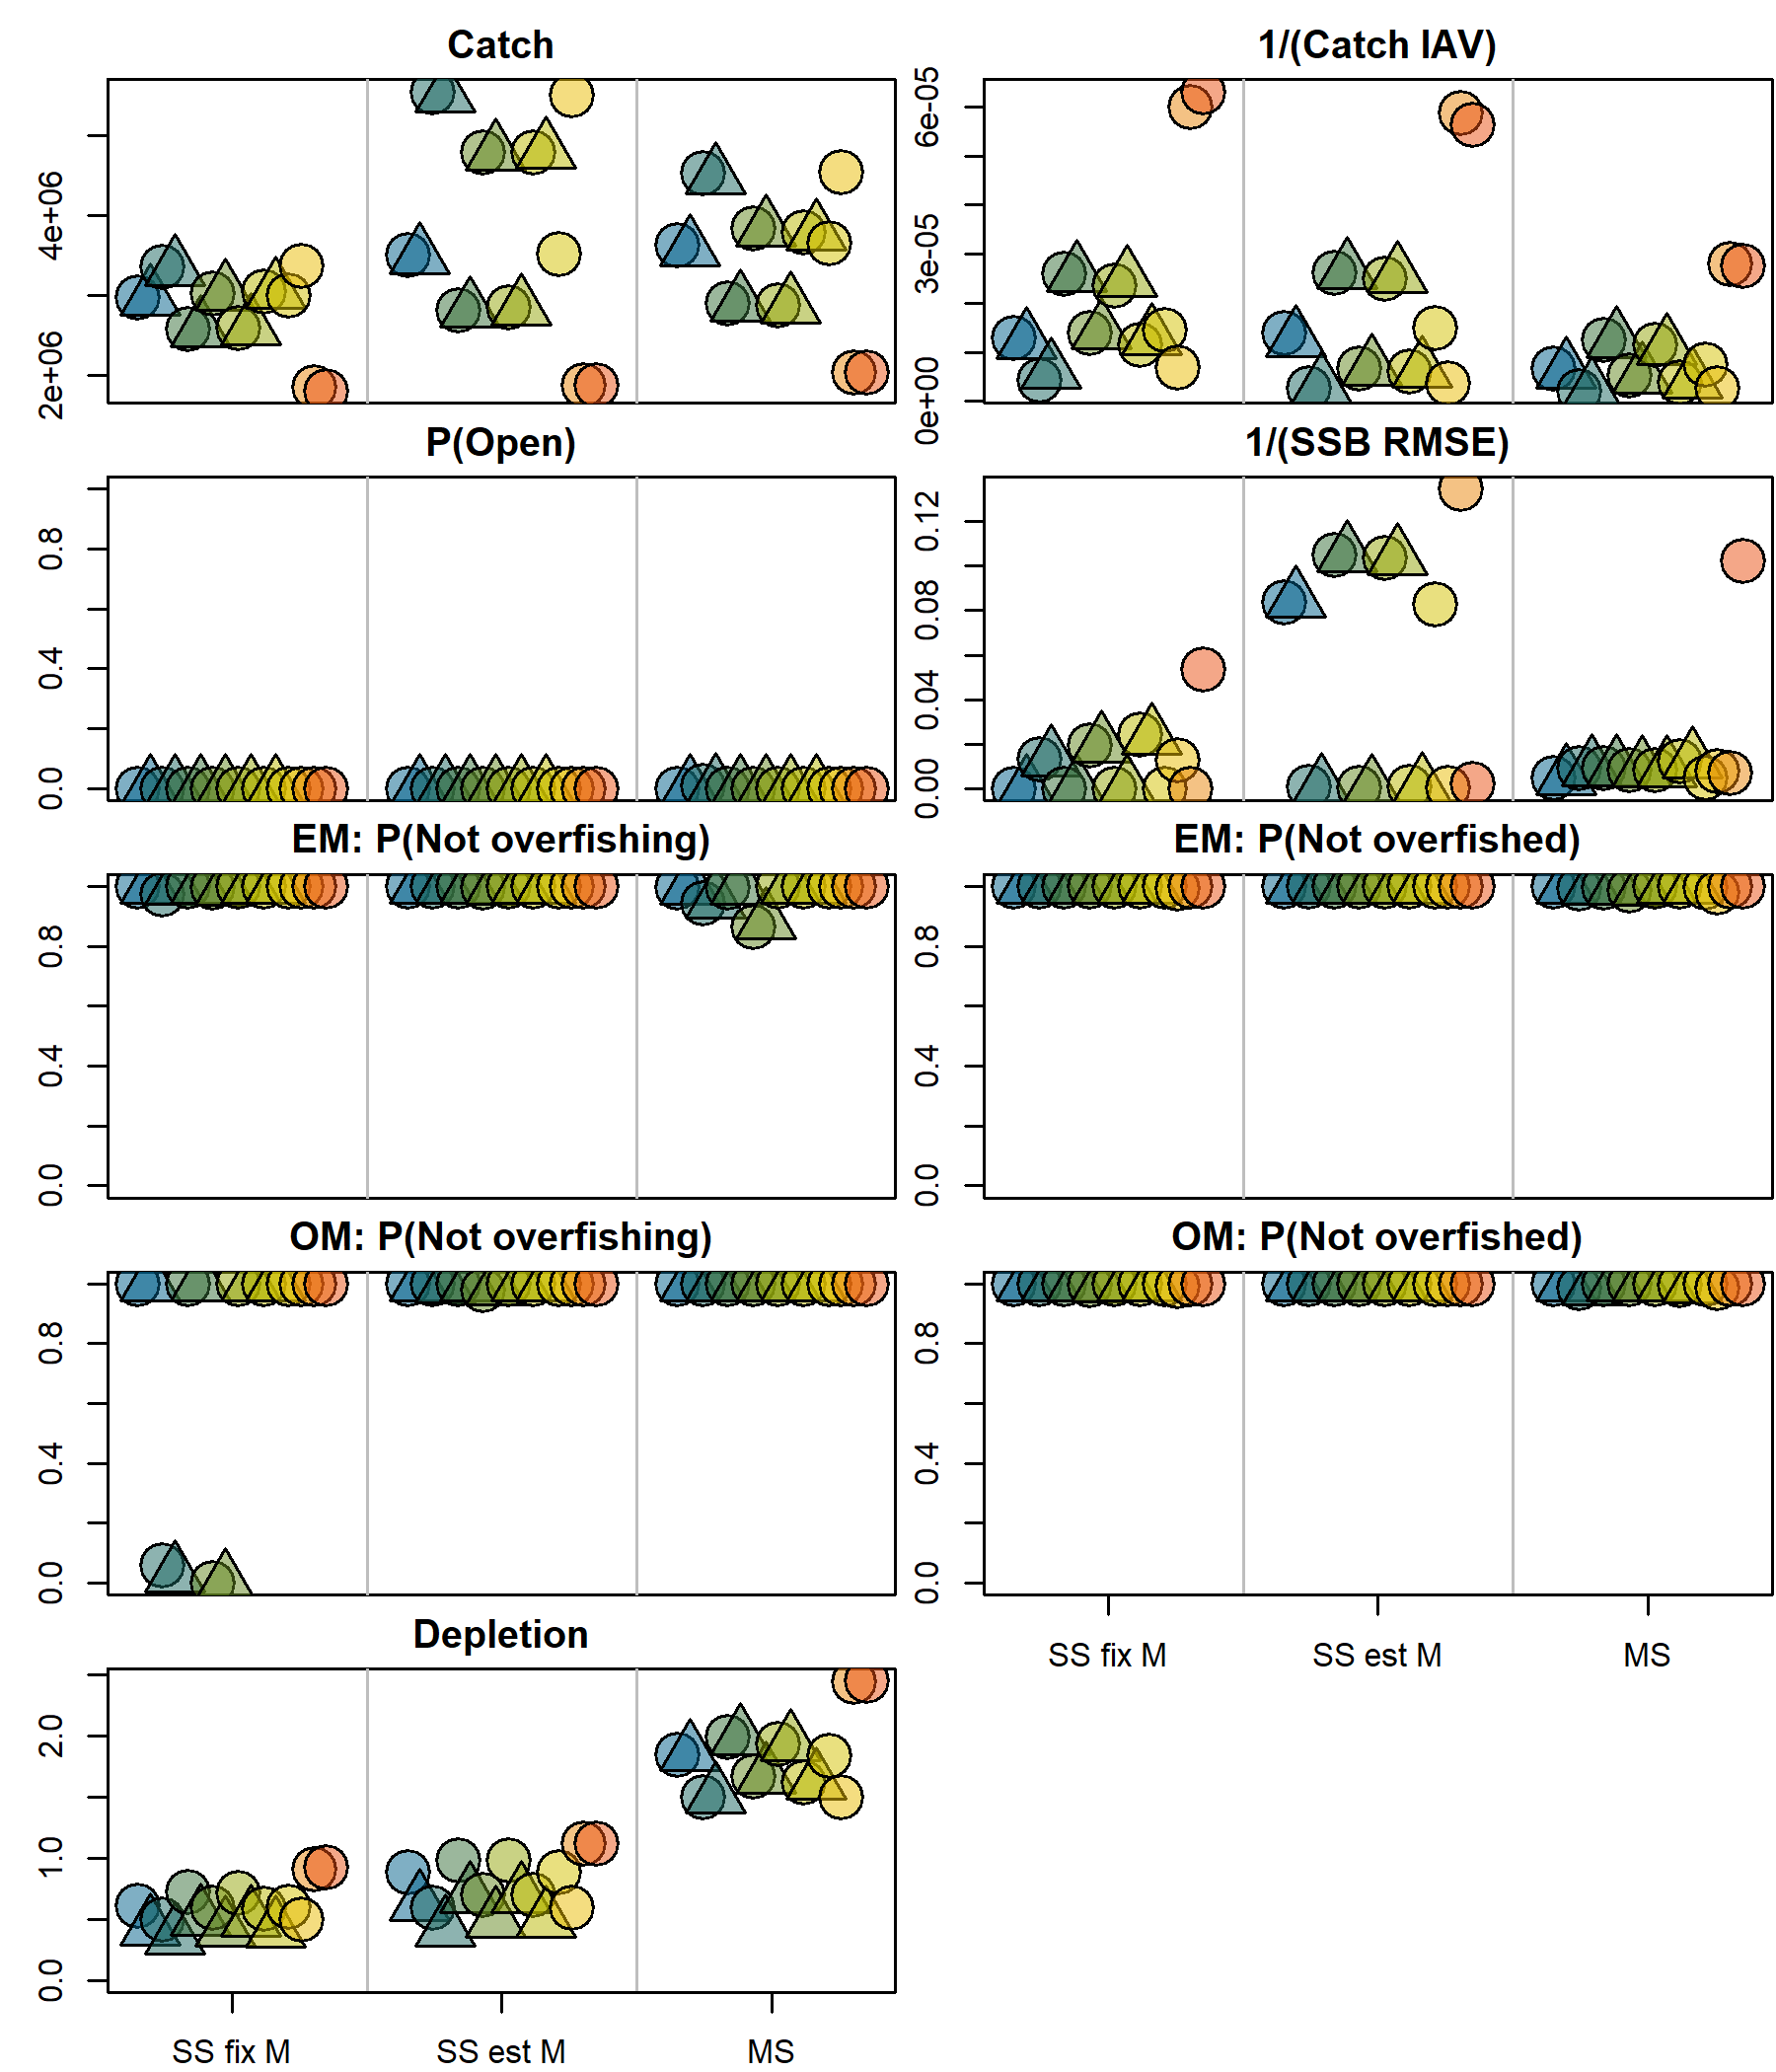 Catch
1/(Catch IAV)
2e+06
4e+06
0e+00
3e-05
6e-05
P(Open)
1/(SSB RMSE)
0.0
0.4
0.8
0.00
0.04
0.08
0.12
EM: P(Not overfishing)
EM: P(Not overfished)
0.0
0.4
0.8
0.0
0.4
0.8
OM: P(Not overfishing)
OM: P(Not overfished)
0.0
0.4
0.8
0.0
0.4
0.8
SS fix M
SS est M
MS
Depletion
0.0
1.0
2.0
SS fix M
SS est M
MS